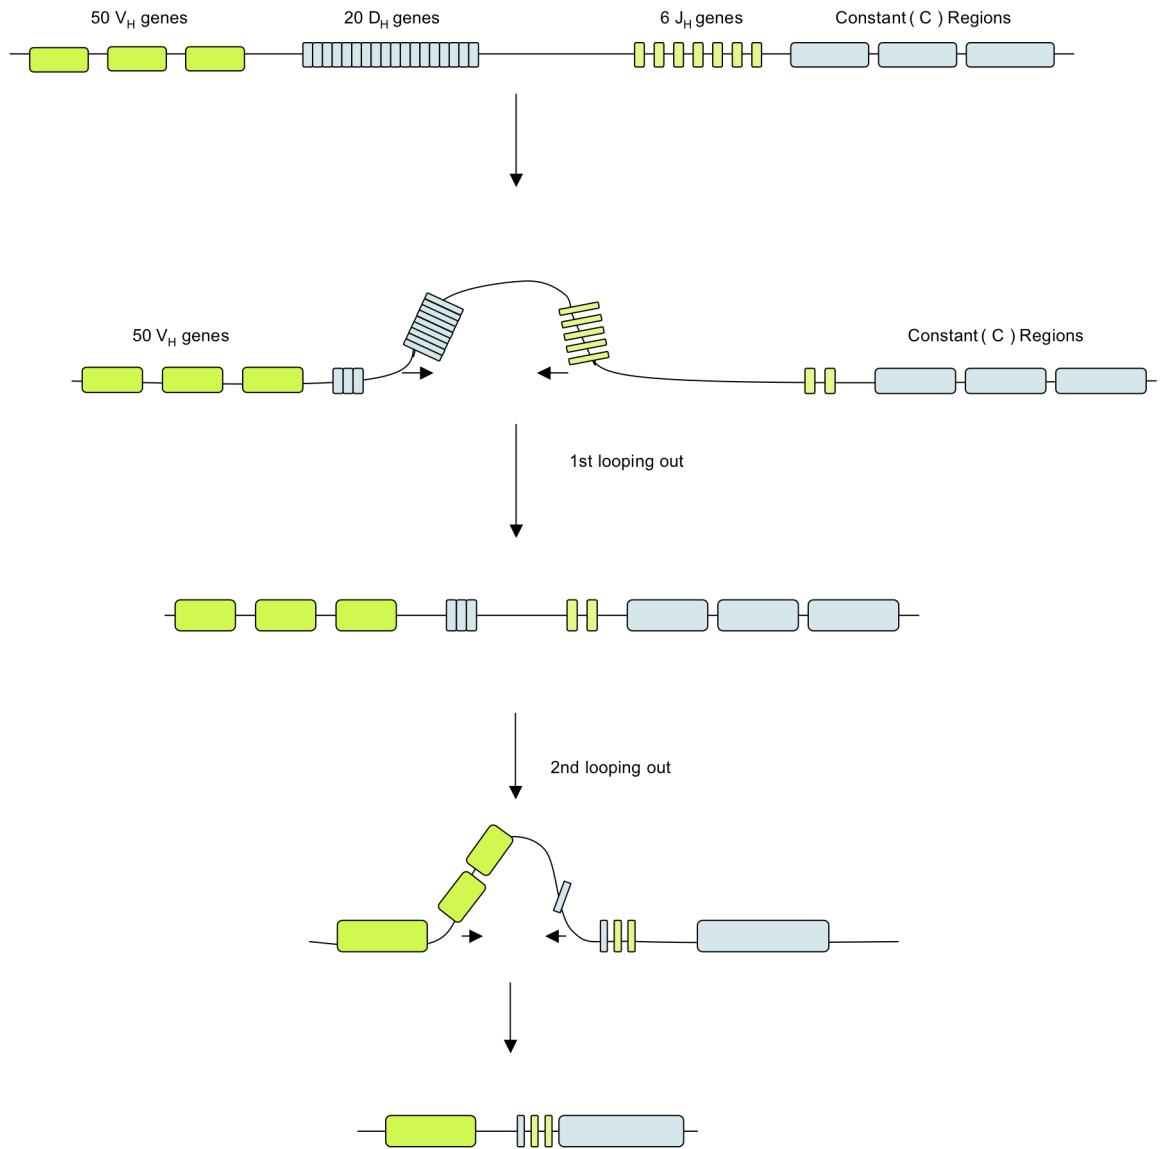 50 VH genes
20 DH genes
6 JH genes
Constant ( C ) Regions
50 VH genes
Constant ( C ) Regions
1st looping out
2nd looping out